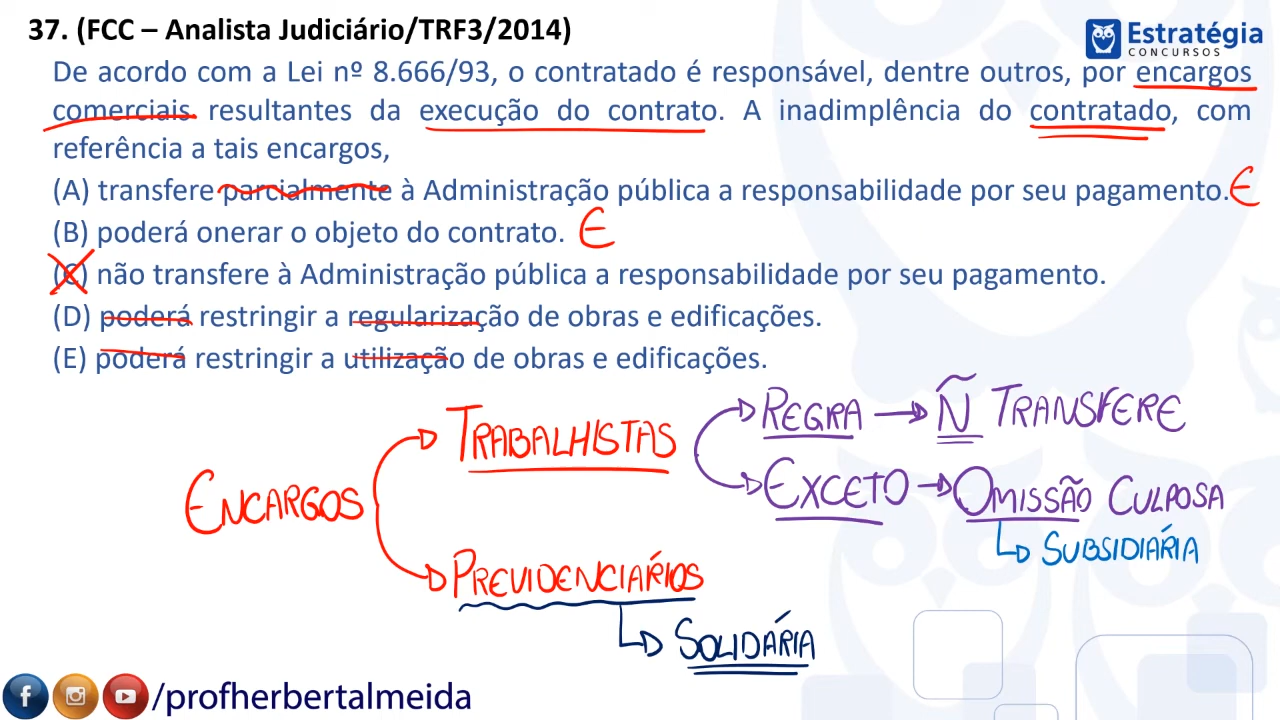 37. (FCC – Analista Judiciário/TRF3/2014)
Estratégia
CONCURSOS
De acordo com a Lei nº 8.666/93, o contratado é responsável, dentre outros, por encargos
comerciais resultantes da execução do contrato. A inadimplência do contratado, com
referência a tais encargos,
(A) transfere parcialmente à Administração pública a responsabilidade por seu pagamento. E
(B) poderá onerar o objeto do contrato. E
(C) não transfere à Administração pública a responsabilidade por seu pagamento.
(D) poderá restringir a regularização de obras e edificações.
(E) poderá restringir a utilização de obras e edificações.
REGRA → Ñ TRANSFERE
TRABALHISTAS
EXCETO → OMISSÃO CULPOSA
ENCARGOS
SUBSIDIÁRIA
PREVIDENCIÁRIOS
SOLIDÁRIA
/profherbertalmeida